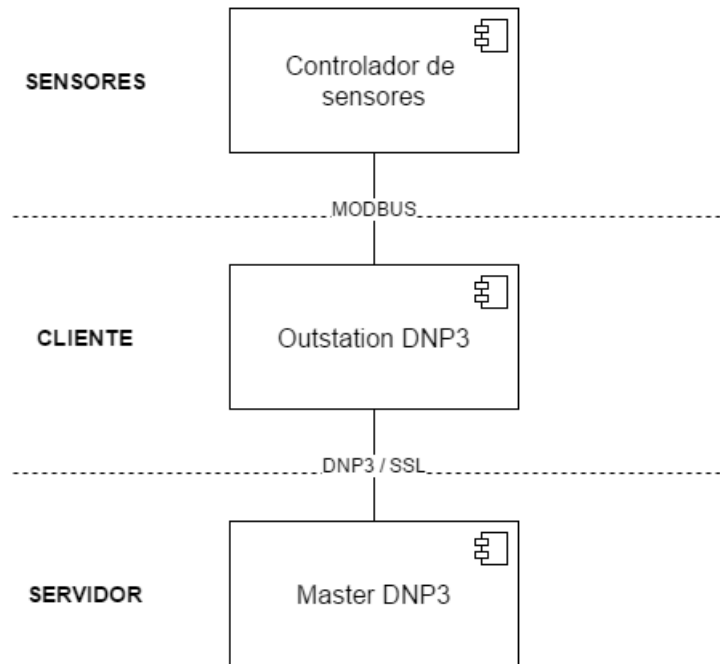 SENSORES
Controlador de
sensores
MODBUS
CLIENTE
Outstation DNP3
DNP3 / SSL
SERVIDOR
Master DNP3